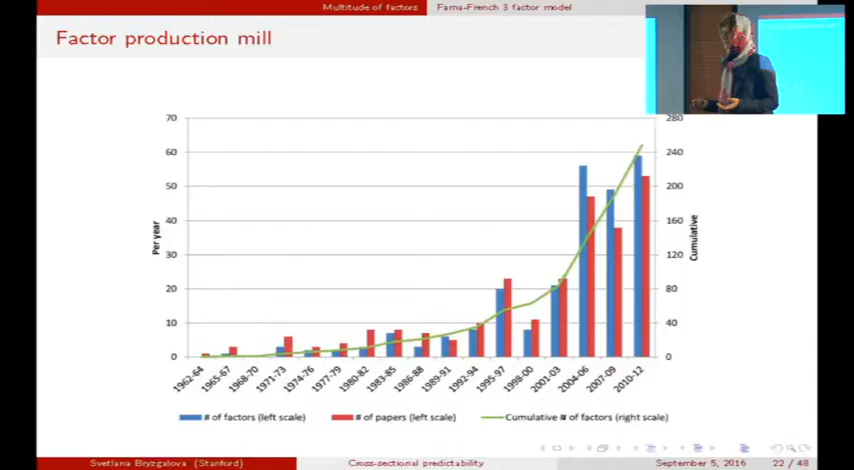 Multitude of factors Fama-French 3 factor model
Factor production mill
70 280
60 240
50 200
40 160
30 120
20 80
10 40
0 0
Per year
Cumulative
1962-64 1965-67 1968-70 1971-73 1974-76 1977-79 1980-82 1983-85 1986-88 1989-91 1992-94 1995-97 1998-00 2001-03 2004-06 2007-09 2010-12
# of factors (left scale) # of papers (left scale) Cumulative # of factors (right scale)
Svetlana Bryzgalova (Stanford) Cross-sectional predictability September 5, 2016 22 / 48